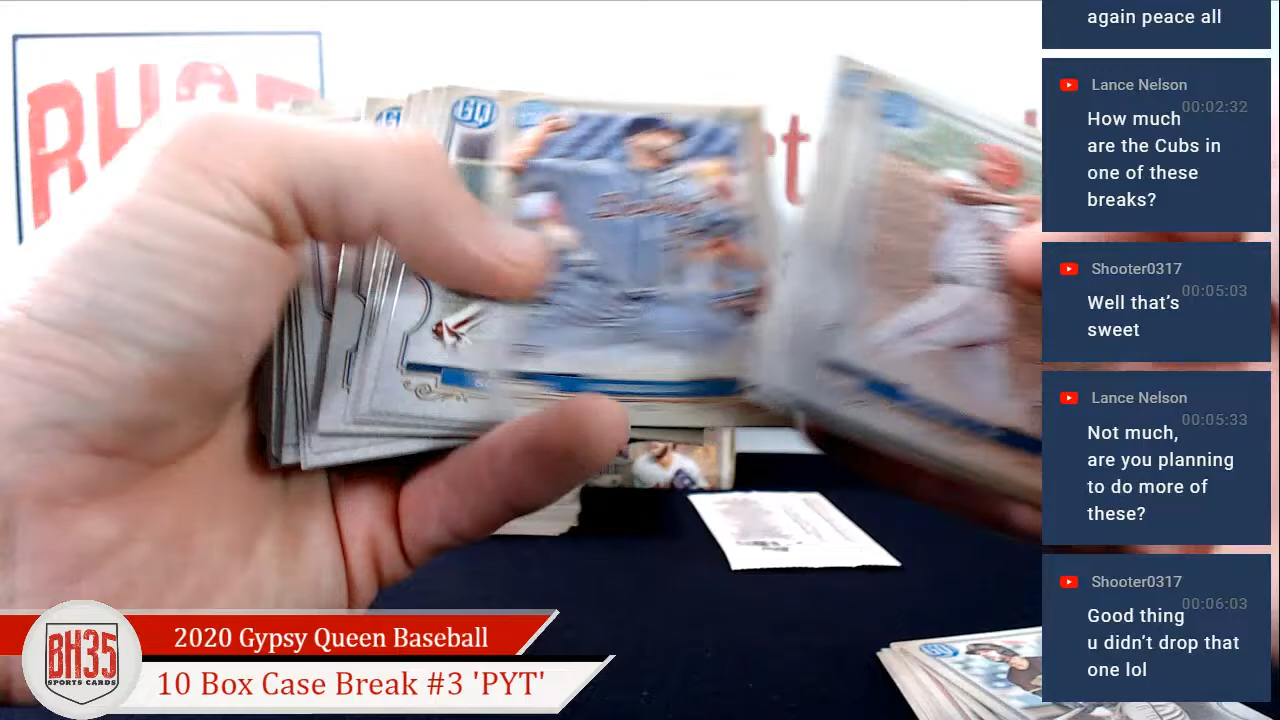 again peace all
Lance Nelson
00:02:32
How much
are the Cubs in
one of these
breaks?
Shooter0317
00:05:03
Well that's
sweet
Lance Nelson
00:05:33
Not much,
are you planning
to do more of
these?
Shooter0317
00:06:03
Good thing
u didn't drop that
one lol
GQ
BH35
SPORTS CARDS
2020 Gypsy Queen Baseball
10 Box Case Break #3 'PYT'